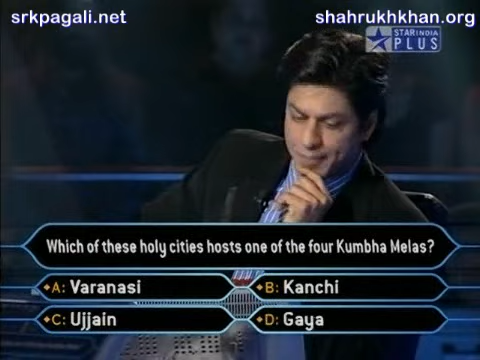 srkpagali.net
shahrukhkhan.org
STAR INDIA
PLUS
Which of these holy cities hosts one of the four Kumbha Melas?
A: Varanasi
B: Kanchi
C: Ujjain
D: Gaya